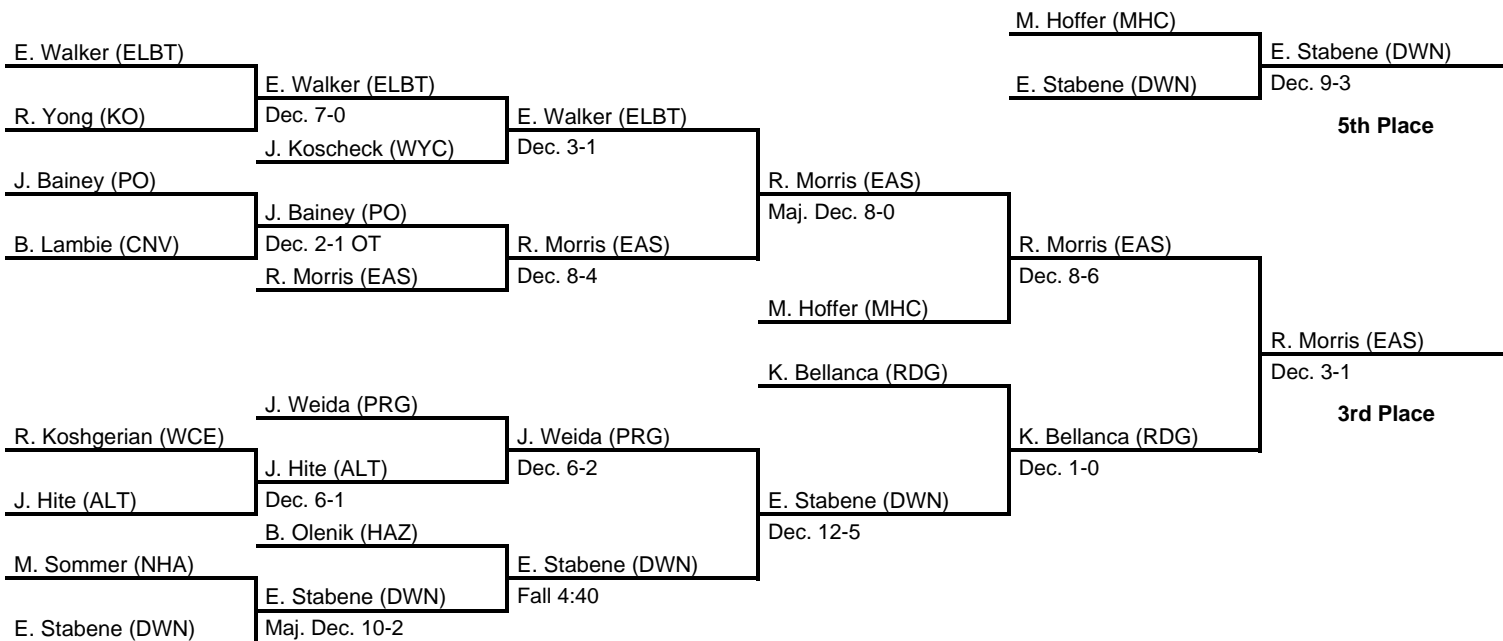 M. Hoffer (MHC)
E. Walker (ELBT)
E. Stabene (DWN)
E. Walker (ELBT)
E. Stabene (DWN)
Dec. 9-3
R. Yong (KO)
Dec. 7-0
E. Walker (ELBT)
5th Place
J. Koscheck (WYC)
Dec. 3-1
J. Bainey (PO)
R. Morris (EAS)
J. Bainey (PO)
Maj. Dec. 8-0
B. Lambie (CNV)
Dec. 2-1 OT
R. Morris (EAS)
R. Morris (EAS)
R. Morris (EAS)
Dec. 8-4
Dec. 8-6
M. Hoffer (MHC)
R. Morris (EAS)
K. Bellanca (RDG)
Dec. 3-1
J. Weida (PRG)
3rd Place
R. Koshgerian (WCE)
J. Weida (PRG)
K. Bellanca (RDG)
J. Hite (ALT)
Dec. 6-2
Dec. 1-0
J. Hite (ALT)
Dec. 6-1
E. Stabene (DWN)
B. Olenik (HAZ)
Dec. 12-5
M. Sommer (NHA)
E. Stabene (DWN)
E. Stabene (DWN)
Fall 4:40
E. Stabene (DWN)
Maj. Dec. 10-2